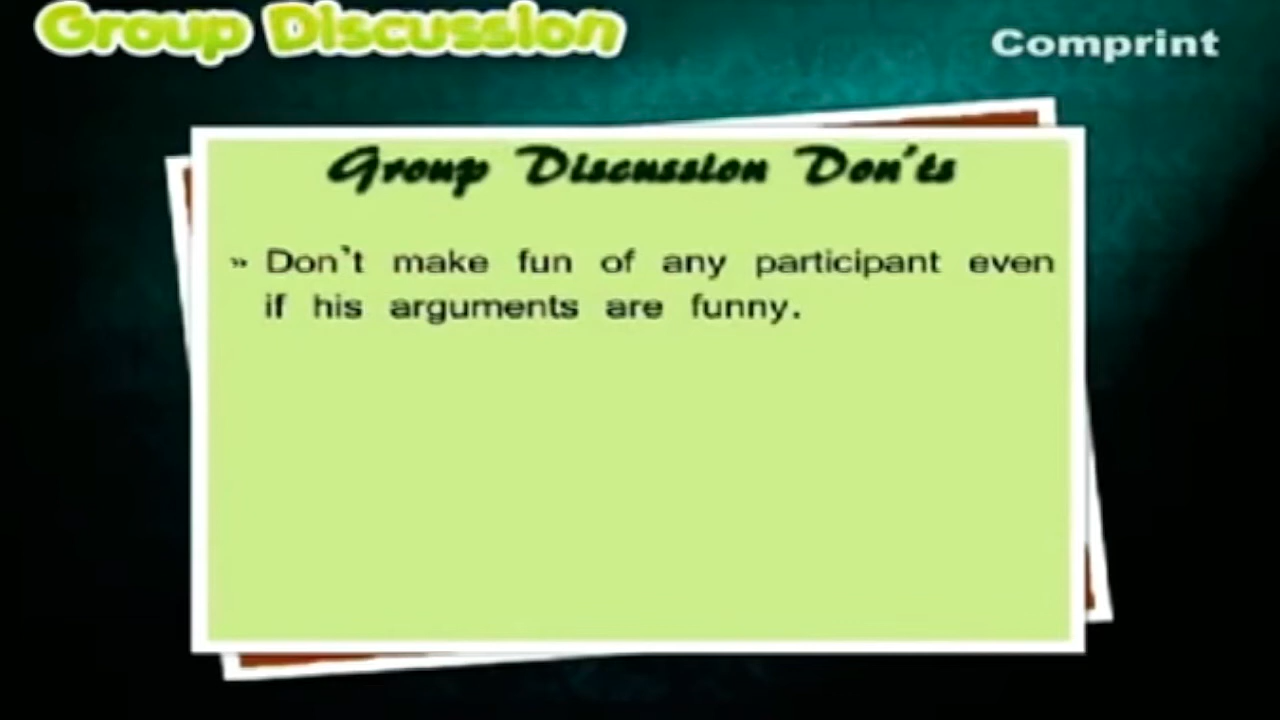 Group Discussion
Comprint
Group Discussion Don'ts
» Don't make fun of any participant even
if his arguments are funny.